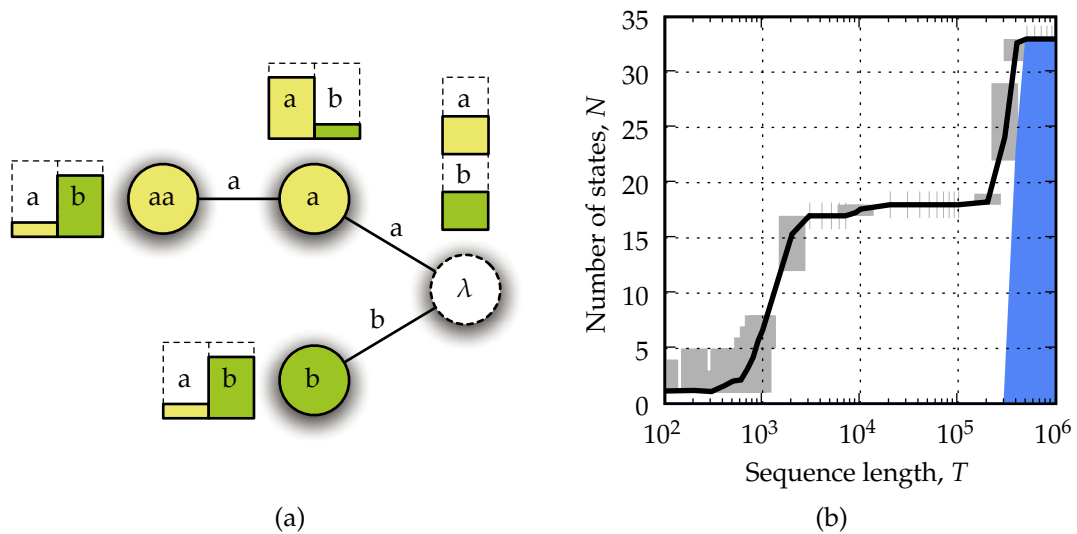 a b
a b
aa
a
a
a
λ
a
b
a b
b
b
(a)
Number of states, N
35
30
25
20
15
10
5
0
10² 10³ 10⁴ 10⁵ 10⁶
Sequence length, T
(b)